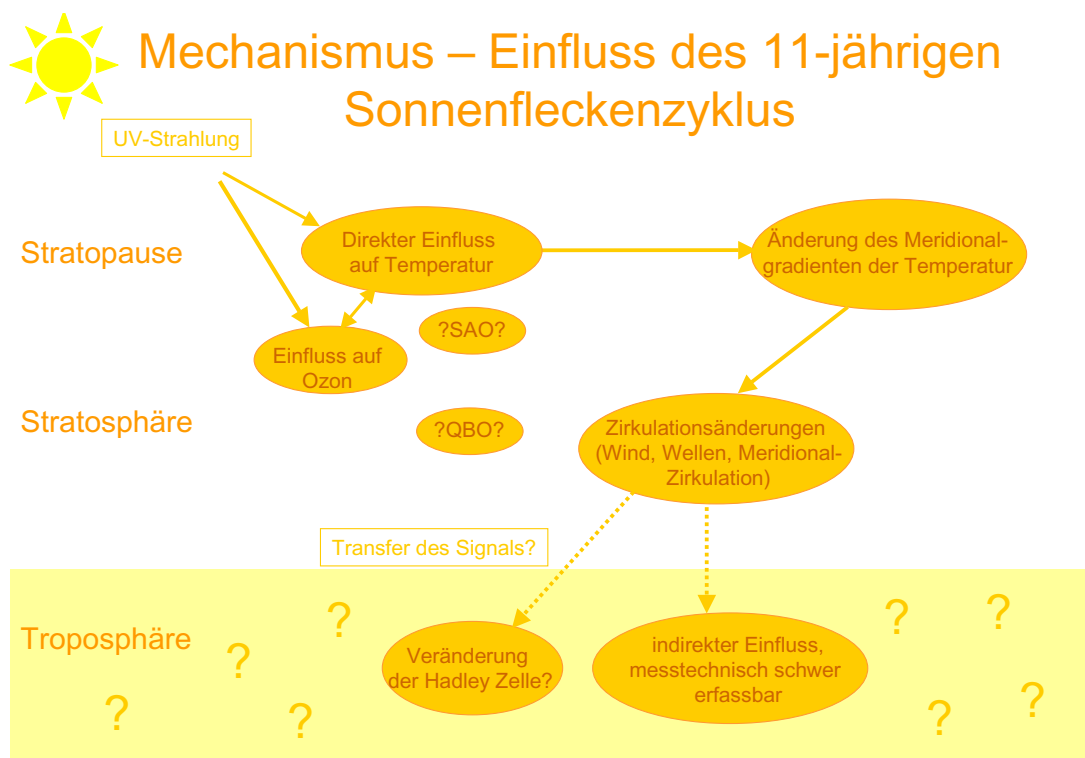 Mechanismus – Einfluss des 11-jährigen
Sonnenfleckenzyklus
UV-Strahlung
Stratopause
Direkter Einfluss
auf Temperatur
Änderung des Meridional-
gradienten der Temperatur
?SAO?
Einfluss auf
Ozon
Stratosphäre
?QBO?
Zirkulationsänderungen
(Wind, Wellen, Meridional-
Zirkulation)
Transfer des Signals?
Troposphäre
?
?
?
?
Veränderung
der Hadley Zelle?
indirekter Einfluss,
messtechnisch schwer
erfassbar
?
?
?
?